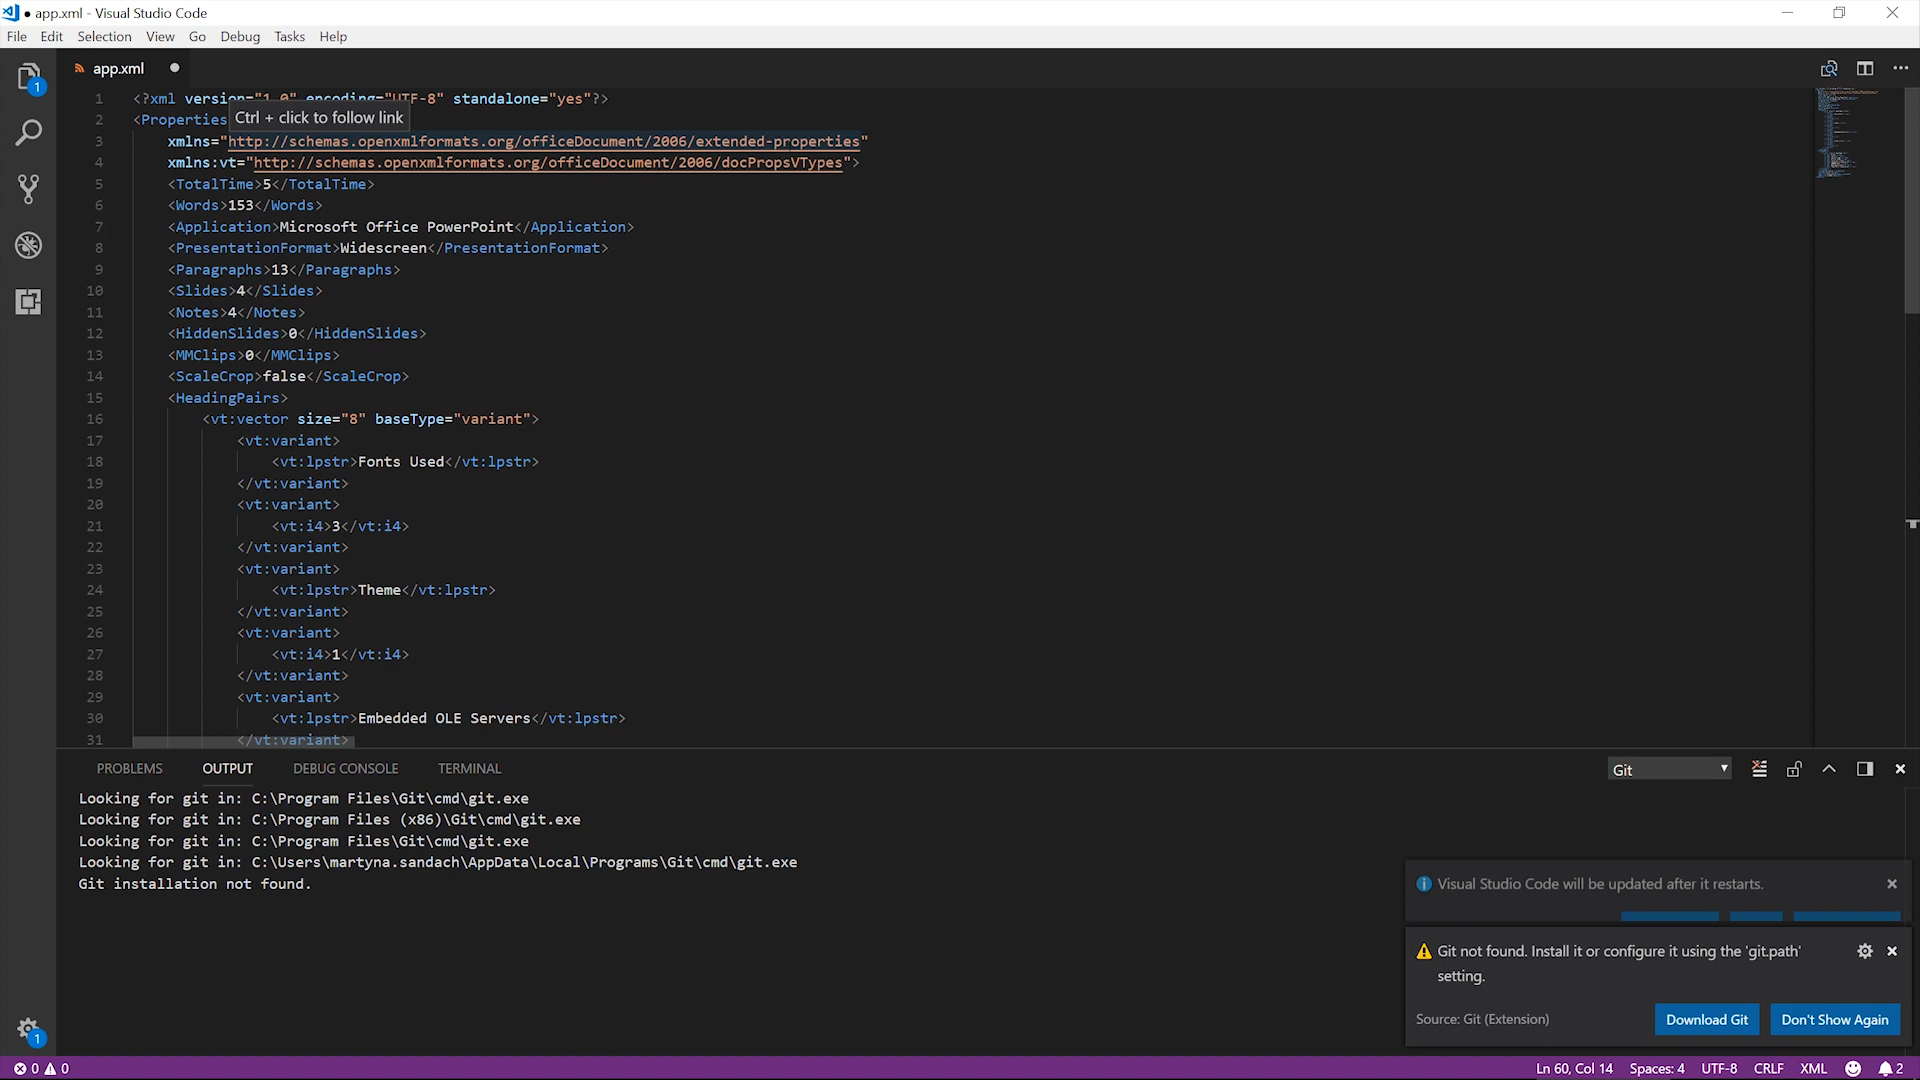 ● app.xml - Visual Studio Code
File Edit Selection View Go Debug Tasks Help
app.xml
1 <?xml version="1.0" encoding="UTF-8" standalone="yes"?>
Ctrl + click to follow link
2 <Properties
3 xmlns="http://schemas.openxmlformats.org/officeDocument/2006/extended-properties"
4 xmlns:vt="http://schemas.openxmlformats.org/officeDocument/2006/docPropsVTypes">
5 <TotalTime>5</TotalTime>
6 <Words>153</Words>
7 <Application>Microsoft Office PowerPoint</Application>
8 <PresentationFormat>Widescreen</PresentationFormat>
9 <Paragraphs>13</Paragraphs>
10 <Slides>4</Slides>
11 <Notes>4</Notes>
12 <HiddenSlides>0</HiddenSlides>
13 <MMClips>0</MMClips>
14 <ScaleCrop>false</ScaleCrop>
15 <HeadingPairs>
16 <vt:vector size="8" baseType="variant">
17 <vt:variant>
18 <vt:lpstr>Fonts Used</vt:lpstr>
19 </vt:variant>
20 <vt:variant>
21 <vt:i4>3</vt:i4>
22 </vt:variant>
23 <vt:variant>
24 <vt:lpstr>Theme</vt:lpstr>
25 </vt:variant>
26 <vt:variant>
27 <vt:i4>1</vt:i4>
28 </vt:variant>
29 <vt:variant>
30 <vt:lpstr>Embedded OLE Servers</vt:lpstr>
31 </vt:variant>
PROBLEMS OUTPUT DEBUG CONSOLE TERMINAL Git
Looking for git in: C:\Program Files\Git\cmd\git.exe
Looking for git in: C:\Program Files (x86)\Git\cmd\git.exe
Looking for git in: C:\Program Files\Git\cmd\git.exe
Looking for git in: C:\Users\martyna.sandach\AppData\Local\Programs\Git\cmd\git.exe
Git installation not found.
Visual Studio Code will be updated after it restarts.
Git not found. Install it or configure it using the 'git.path'
setting.
Source: Git (Extension) Download Git Don't Show Again
1
1
0 0 Ln 60, Col 14 Spaces: 4 UTF-8 CRLF XML 2